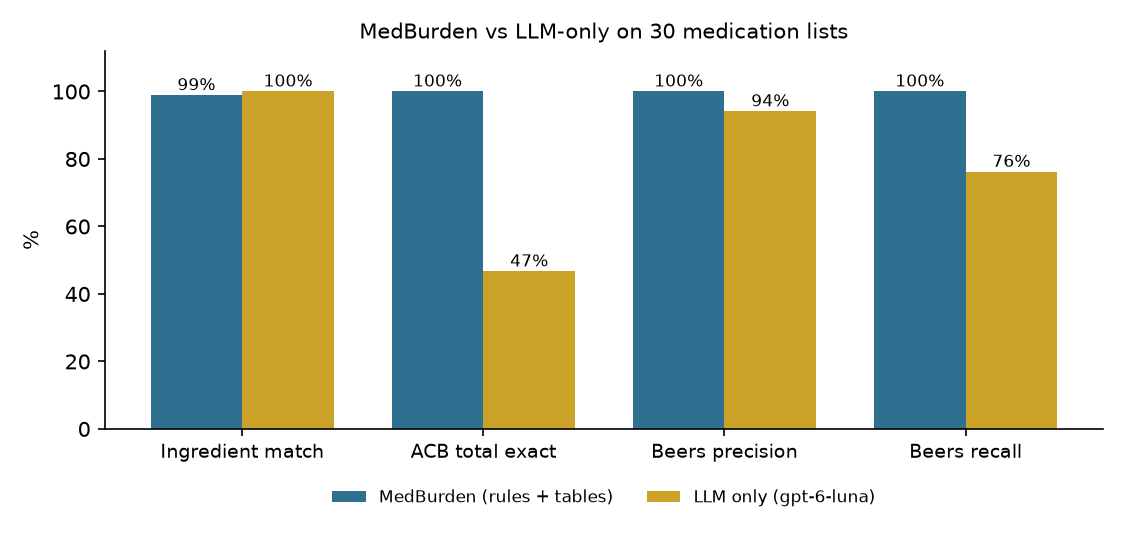 MedBurden vs LLM-only on 30 medication lists
%
100
80
60
40
20
0
99% 100% 100% 47% 100% 94% 100% 76%
Ingredient match ACB total exact Beers precision Beers recall
MedBurden (rules + tables) LLM only (gpt-6-luna)